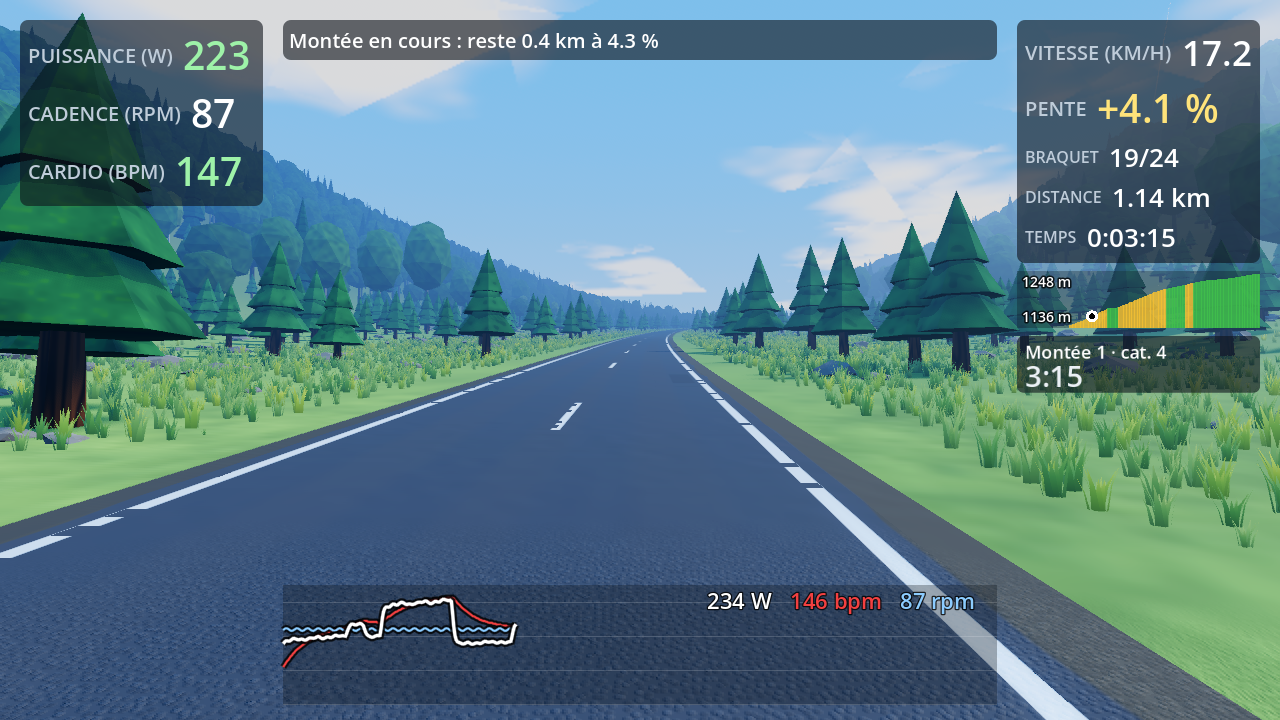 PUISSANCE (W) 223
CADENCE (RPM) 87
CARDIO (BPM) 147
Montée en cours : reste 0.4 km à 4.3 %
VITESSE (KM/H) 17.2
PENTE +4.1 %
BRAQUET 19/24
DISTANCE 1.14 km
TEMPS 0:03:15
1248 m
1136 m
Montée 1 · cat. 4
3:15
234 W 146 bpm 87 rpm